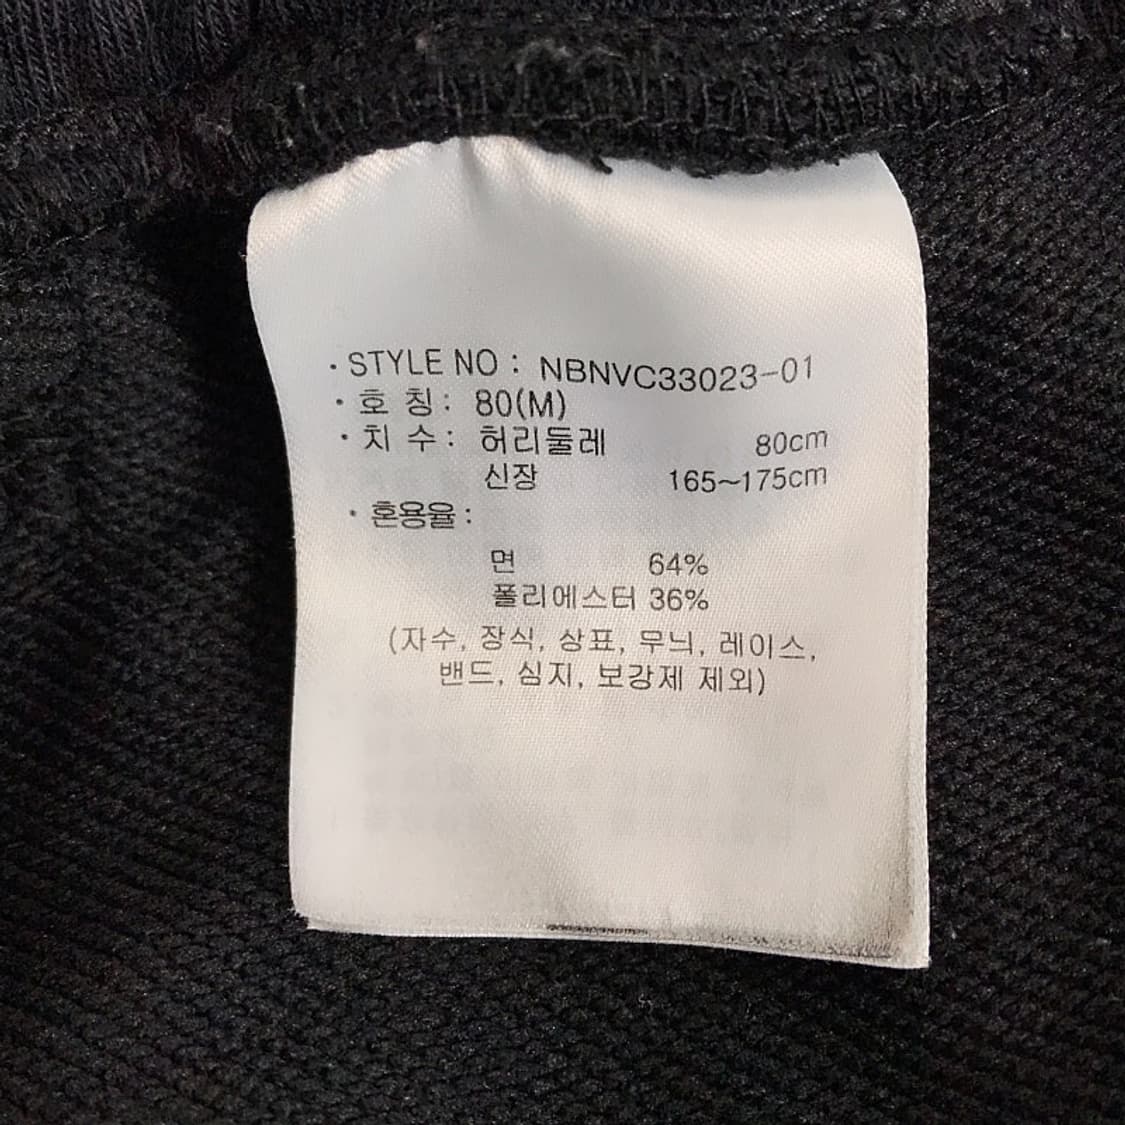 · STYLE NO : NBNVC33023-01
· 호 칭 : 80(M)
· 치 수 : 허리둘레 80cm
신장 165~175cm
· 혼용율 :
면 64%
폴리에스터 36%
(자수, 장식, 상표, 무늬, 레이스,
밴드, 심지, 보강제 제외)